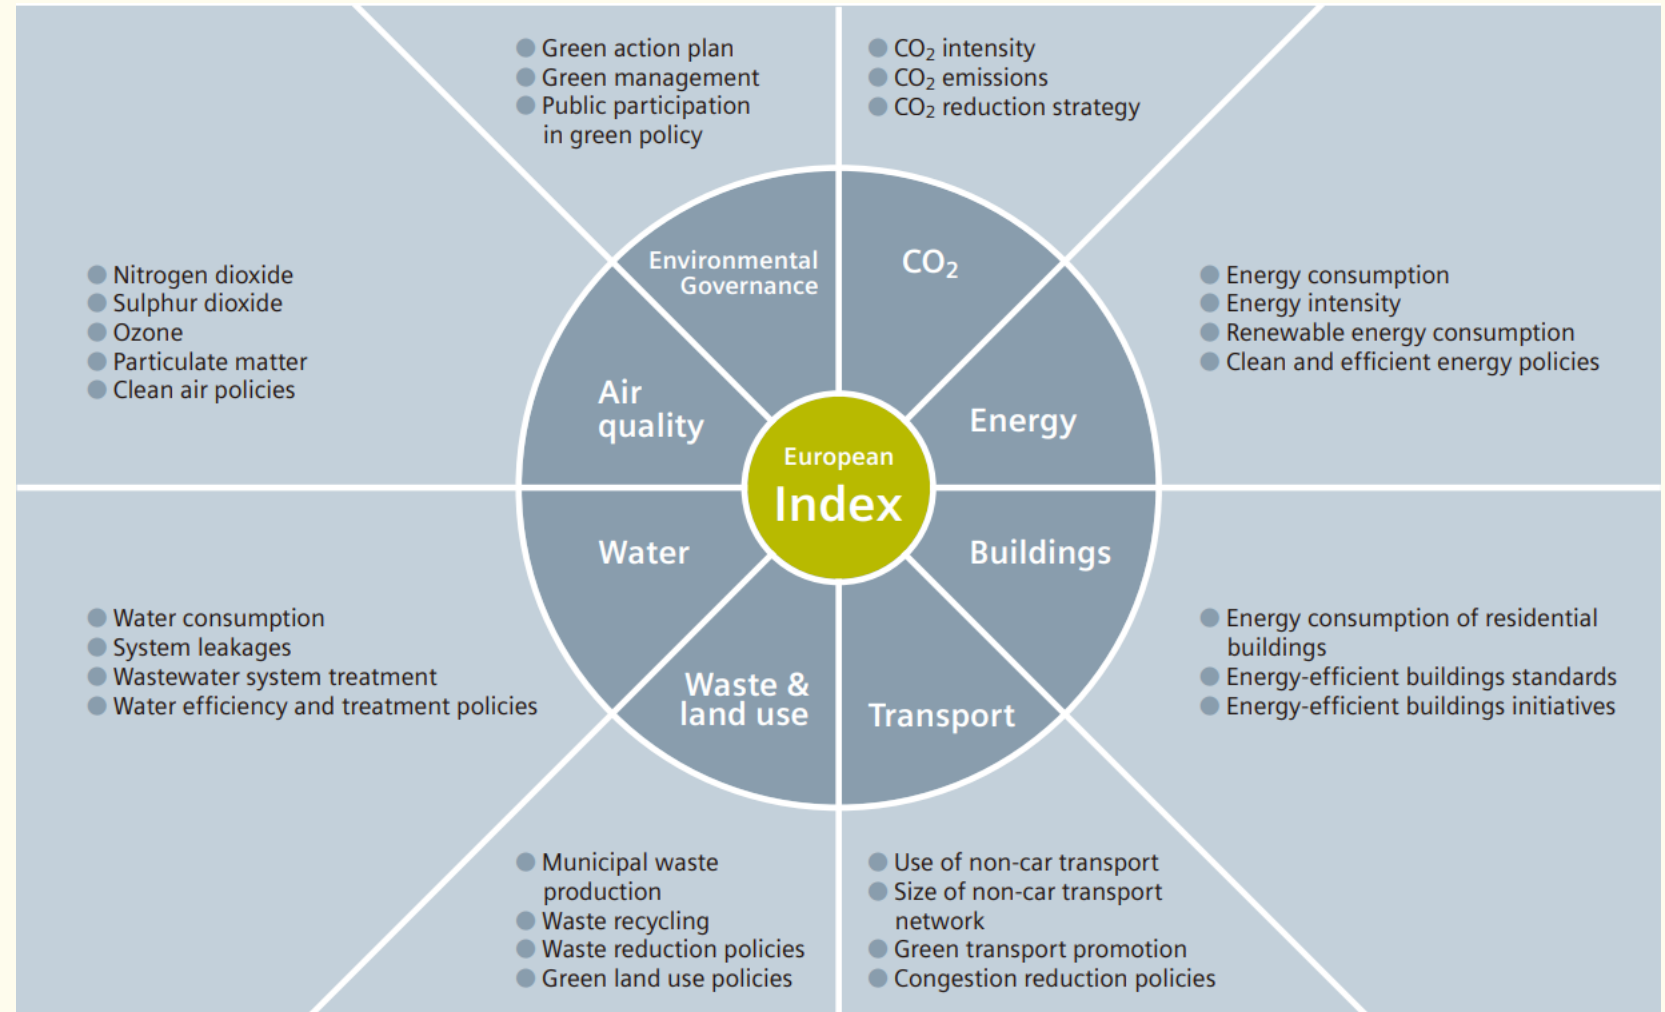 ● Green action plan
● Green management
● Public participation
in green policy
● CO₂ intensity
● CO₂ emissions
● CO₂ reduction strategy
Environmental
Governance
CO₂
● Nitrogen dioxide
● Sulphur dioxide
● Ozone
● Particulate matter
● Clean air policies
Air
quality
Energy
● Energy consumption
● Energy intensity
● Renewable energy consumption
● Clean and efficient energy policies
European
Index
Water
Buildings
● Water consumption
● System leakages
● Wastewater system treatment
● Water efficiency and treatment policies
Waste &
land use
Transport
● Energy consumption of residential
buildings
● Energy-efficient buildings standards
● Energy-efficient buildings initiatives
● Municipal waste
production
● Waste recycling
● Waste reduction policies
● Green land use policies
● Use of non-car transport
● Size of non-car transport
network
● Green transport promotion
● Congestion reduction policies